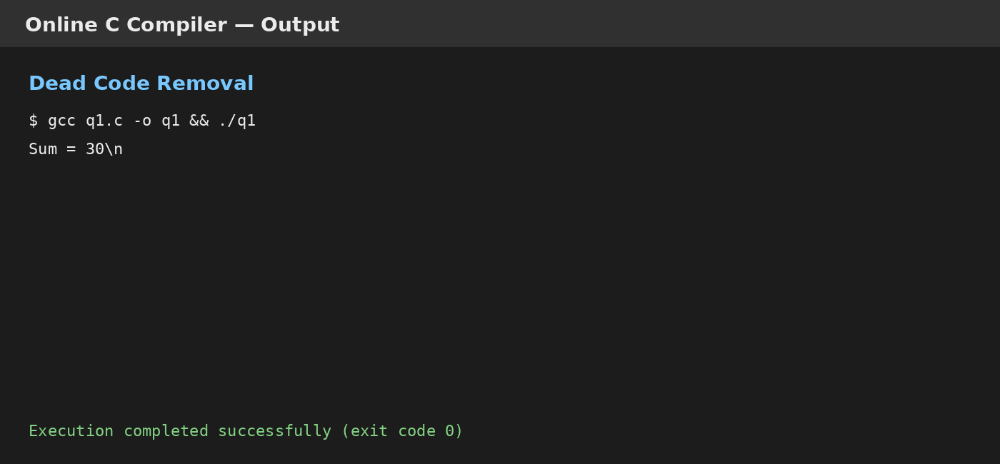 Online C Compiler — Output
Dead Code Removal
$ gcc q1.c -o q1 && ./q1
Sum = 30\n
Execution completed successfully (exit code 0)